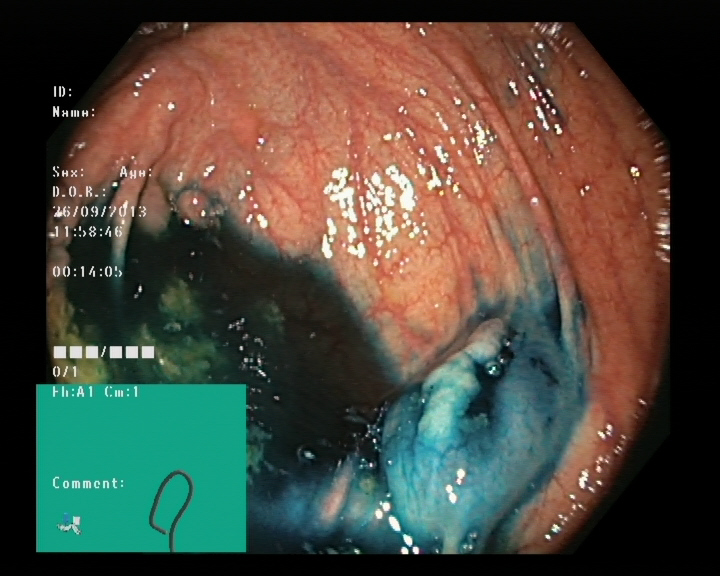 ID:
Name:
Sex: Age:
D.O.B.:
26/09/2013
11:58:46
00:14:05
■■■/■■■
0/1
Eh:A1 Cm:1
Comment: